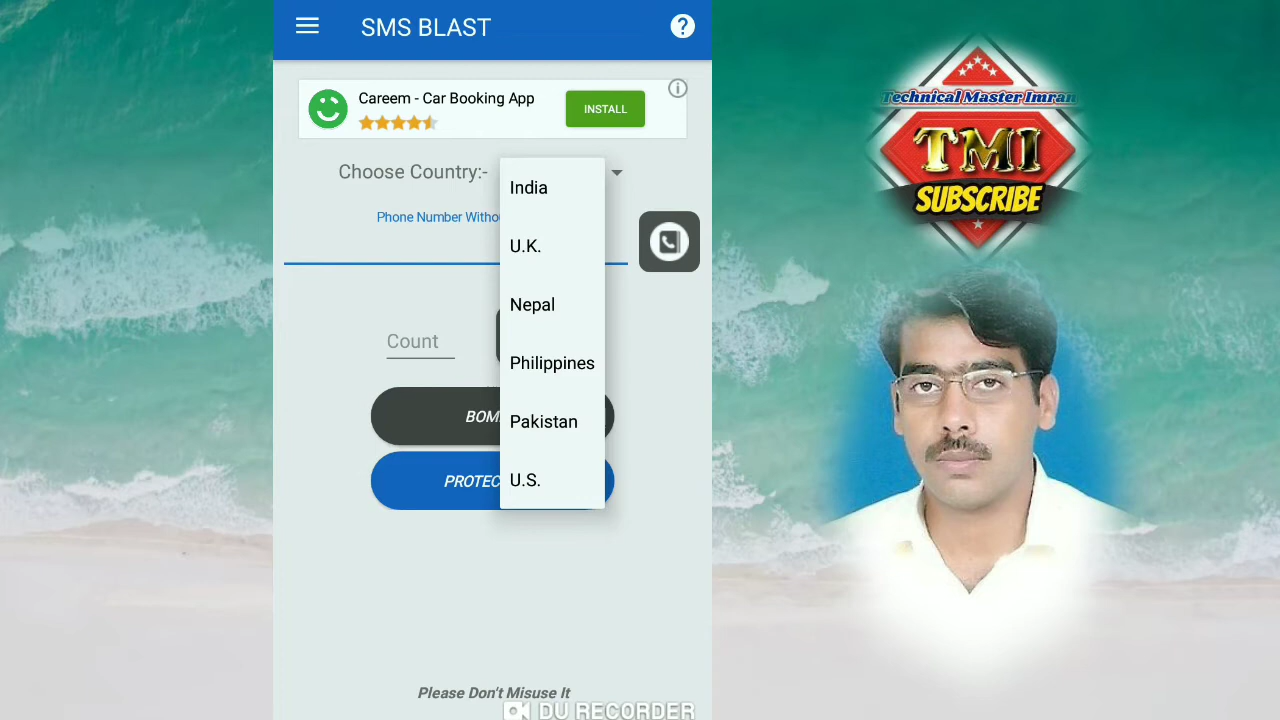 SMS BLAST
?
Careem - Car Booking App
INSTALL
Choose Country:-
India
Phone Number Witho
U.K.
Nepal
Count
Philippines
BOM
Pakistan
PROTEC
U.S.
Please Don't Misuse It
DU RECORDER
Technical Master Imran
TMI
SUBSCRIBE